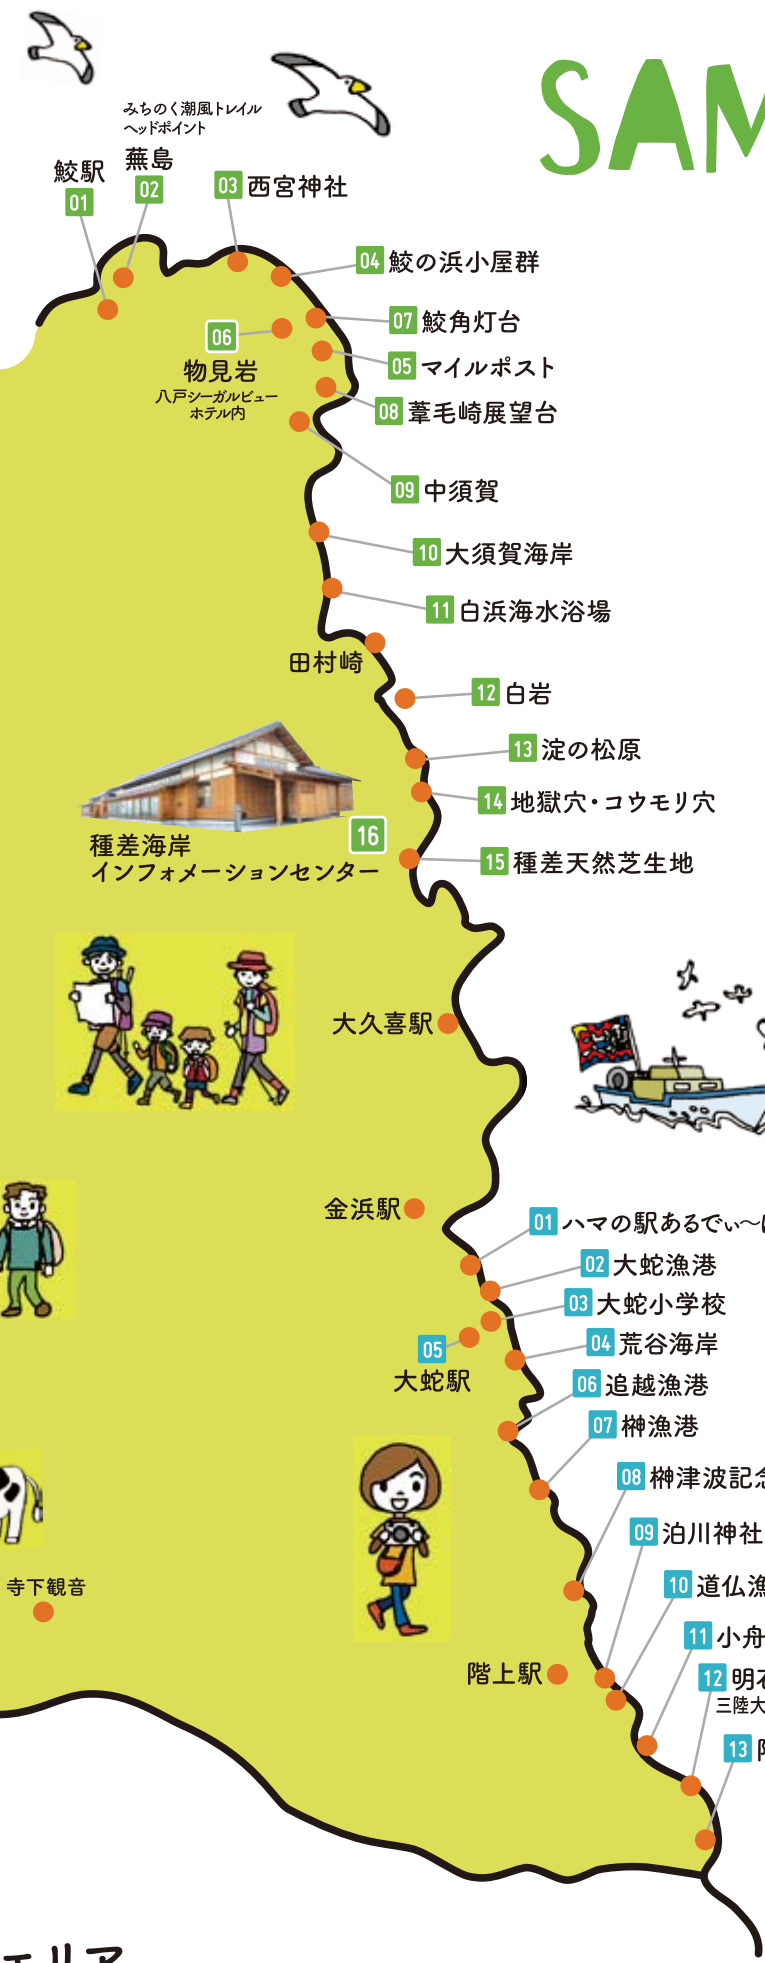 SAM
みちのく潮風トレイル
ヘッドポイント
鮫駅
01
蕪島
02
03 西宮神社
04 鮫の浜小屋群
07 鮫角灯台
06
物見岩
八戸シーガルビュー
ホテル内
05 マイルポスト
08 葦毛崎展望台
09 中須賀
10 大須賀海岸
11 白浜海水浴場
田村崎
12 白岩
13 淀の松原
14 地獄穴・コウモリ穴
16
種差海岸
インフォメーションセンター
15 種差天然芝生地
大久喜駅
金浜駅
01 ハマの駅あるでぃ〜
02 大蛇漁港
03 大蛇小学校
04 荒谷海岸
05
大蛇駅
06 追越漁港
07 榊漁港
08 榊津波記
09 泊川神社
10 道仏漁
寺下観音
11 小舟
階上駅
12 明
三陸大
13
エリア